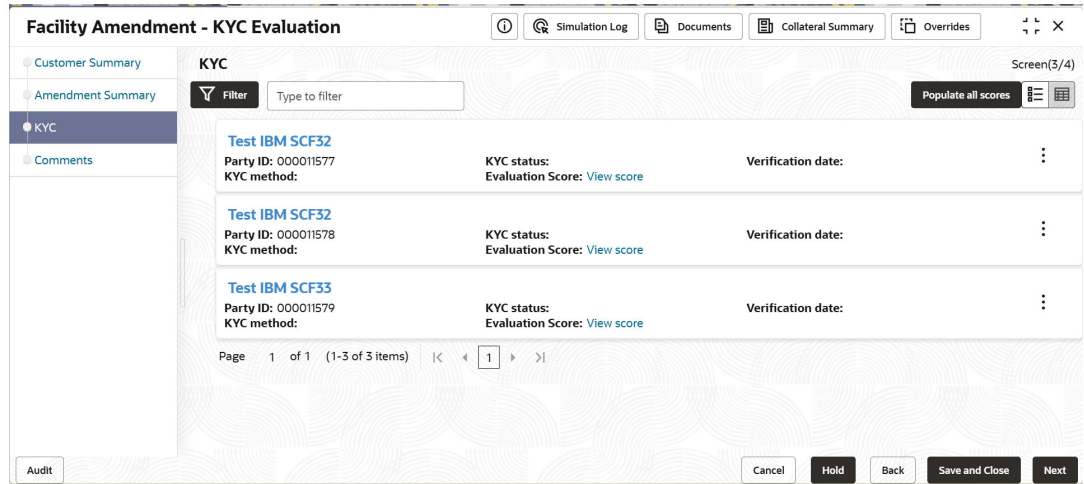 Facility Amendment - KYC Evaluation
Simulation Log
Documents
Collateral Summary
Overrides
Customer Summary
Amendment Summary
KYC
Comments
KYC
Screen(3/4)
Filter
Type to filter
Populate all scores
Test IBM SCF32
Party ID: 000011577 KYC status: Verification date:
KYC method: Evaluation Score: View score
Test IBM SCF32
Party ID: 000011578 KYC status: Verification date:
KYC method: Evaluation Score: View score
Test IBM SCF33
Party ID: 000011579 KYC status: Verification date:
KYC method: Evaluation Score: View score
Page 1 of 1 (1-3 of 3 items) 1
Audit
Cancel
Hold
Back
Save and Close
Next